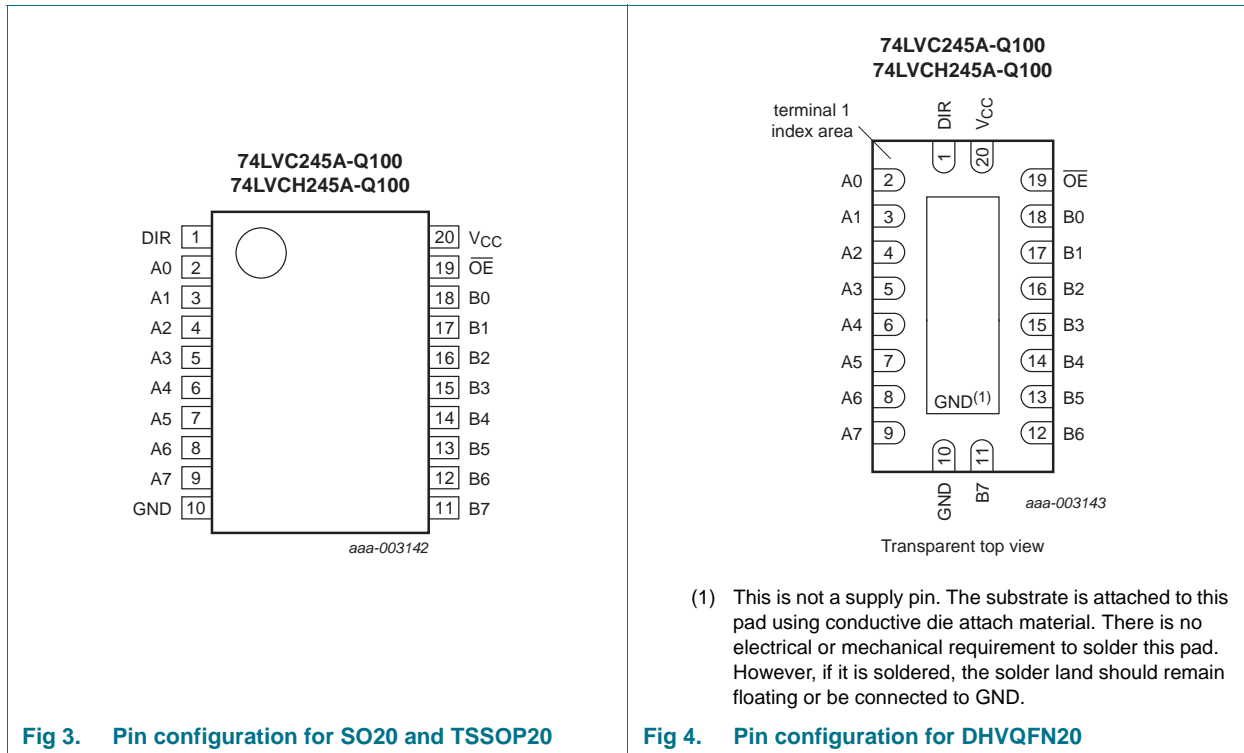 74LVC245A-Q100
74LVCH245A-Q100
DIR 1
20 VCC
A0 2
19 OE
A1 3
18 B0
A2 4
17 B1
A3 5
16 B2
A4 6
15 B3
A5 7
14 B4
A6 8
13 B5
A7 9
12 B6
GND 10
11 B7
aaa-003142
Fig 3. Pin configuration for SO20 and TSSOP20
74LVC245A-Q100
74LVCH245A-Q100
terminal 1
index area
DIR
VCC
1
20
A0 2
19 OE
A1 3
18 B0
A2 4
17 B1
A3 5
16 B2
A4 6
15 B3
A5 7
14 B4
A6 8
GND(1)
13 B5
A7 9
12 B6
10
11
GND
B7
aaa-003143
Transparent top view
(1) This is not a supply pin. The substrate is attached to this
pad using conductive die attach material. There is no
electrical or mechanical requirement to solder this pad.
However, if it is soldered, the solder land should remain
floating or be connected to GND.
Fig 4. Pin configuration for DHVQFN20